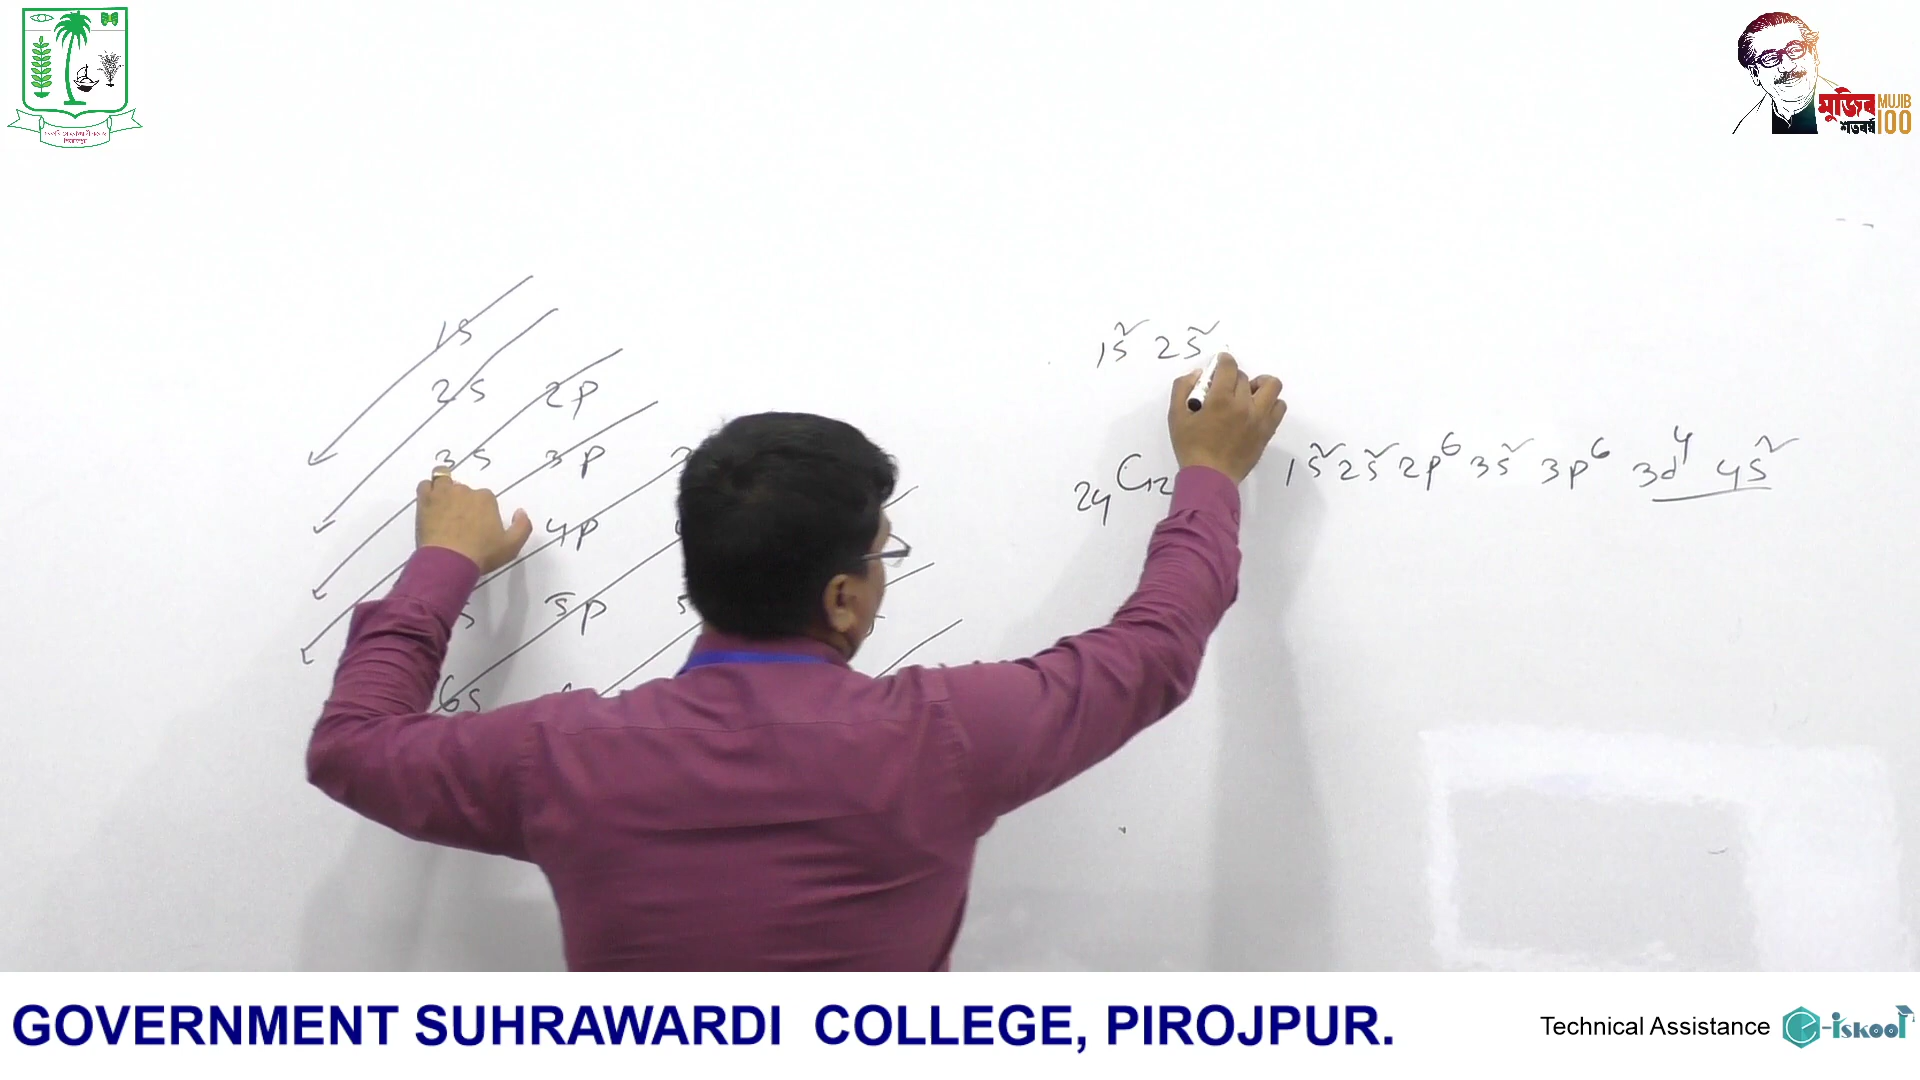 মুজিব MUJIB
শতবর্ষ 100
1s
2s 2p
3s 3p
4p
5p
6s
1s² 2s²
24Cr 1s² 2s² 2p⁶ 3s² 3p⁶ 3d⁴ 4s²
GOVERNMENT SUHRAWARDI COLLEGE, PIROJPUR.
Technical Assistance e-iskool